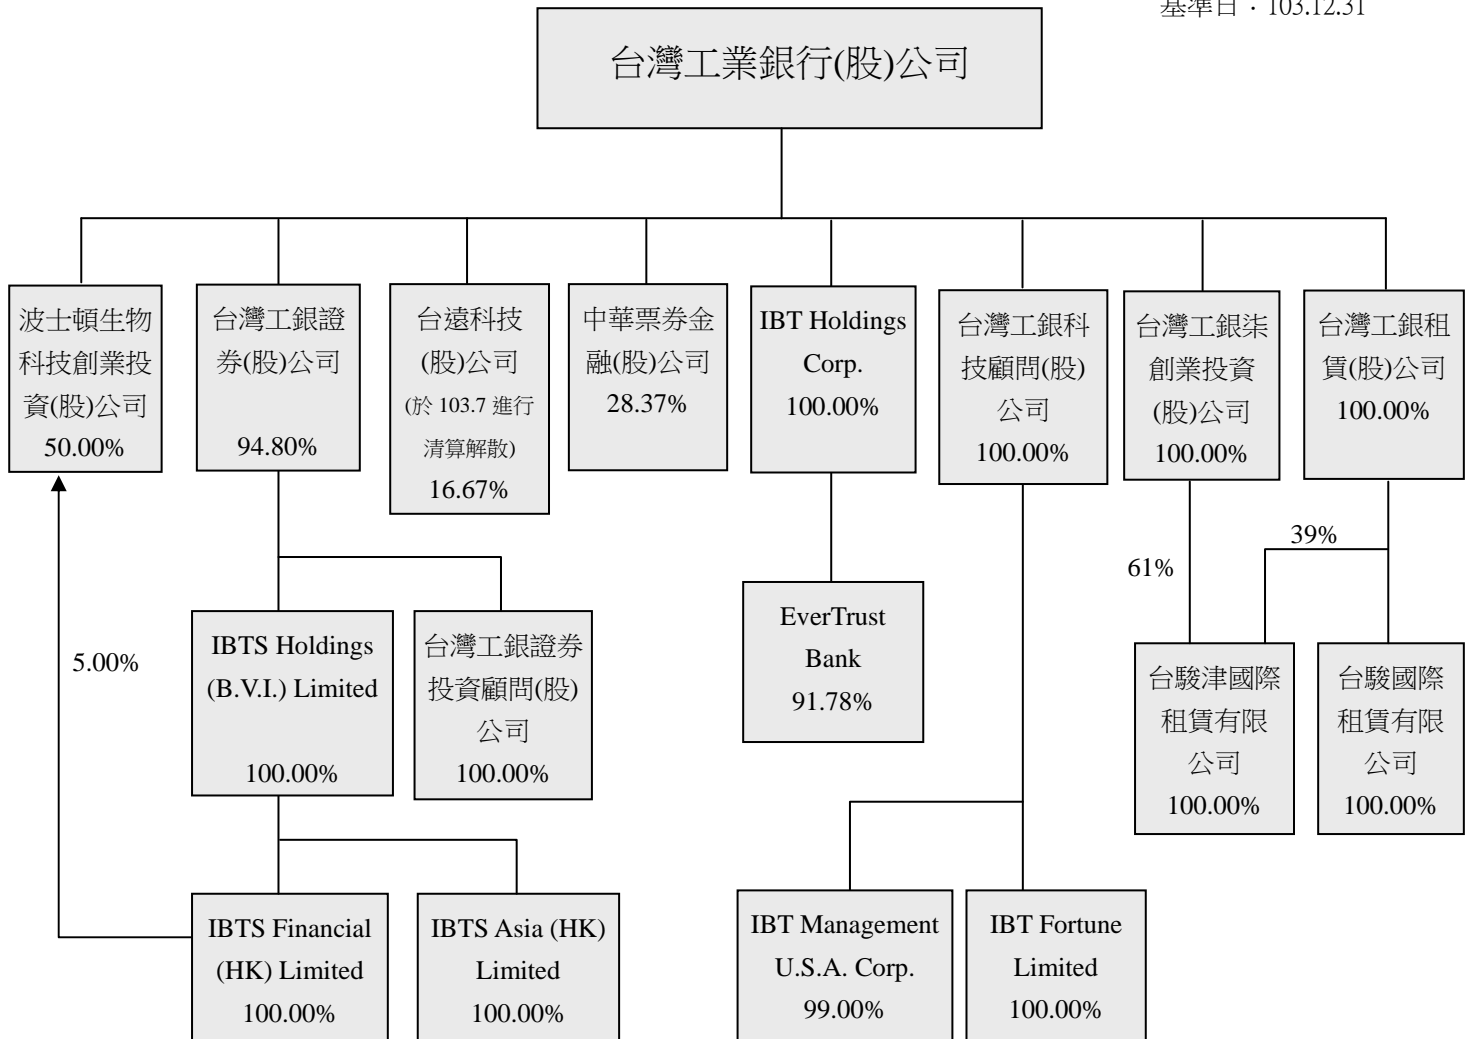 基準日：103.12.31
台灣工業銀行(股)公司
波士頓生物
科技創業投
資(股)公司
50.00%
台灣工銀證
券(股)公司
94.80%
台遠科技
(股)公司
(於 103.7 進行
清算解散)
16.67%
中華票券金
融(股)公司
28.37%
IBT Holdings
Corp.
100.00%
台灣工銀科
技顧問(股)
公司
100.00%
台灣工銀柒
創業投資
(股)公司
100.00%
台灣工銀租
賃(股)公司
100.00%
39%
61%
5.00%
IBTS Holdings
(B.V.I.) Limited
100.00%
台灣工銀證券
投資顧問(股)
公司
100.00%
EverTrust
Bank
91.78%
台駿津國際
租賃有限
公司
100.00%
台駿國際
租賃有限
公司
100.00%
IBTS Financial
(HK) Limited
100.00%
IBTS Asia (HK)
Limited
100.00%
IBT Management
U.S.A. Corp.
99.00%
IBT Fortune
Limited
100.00%